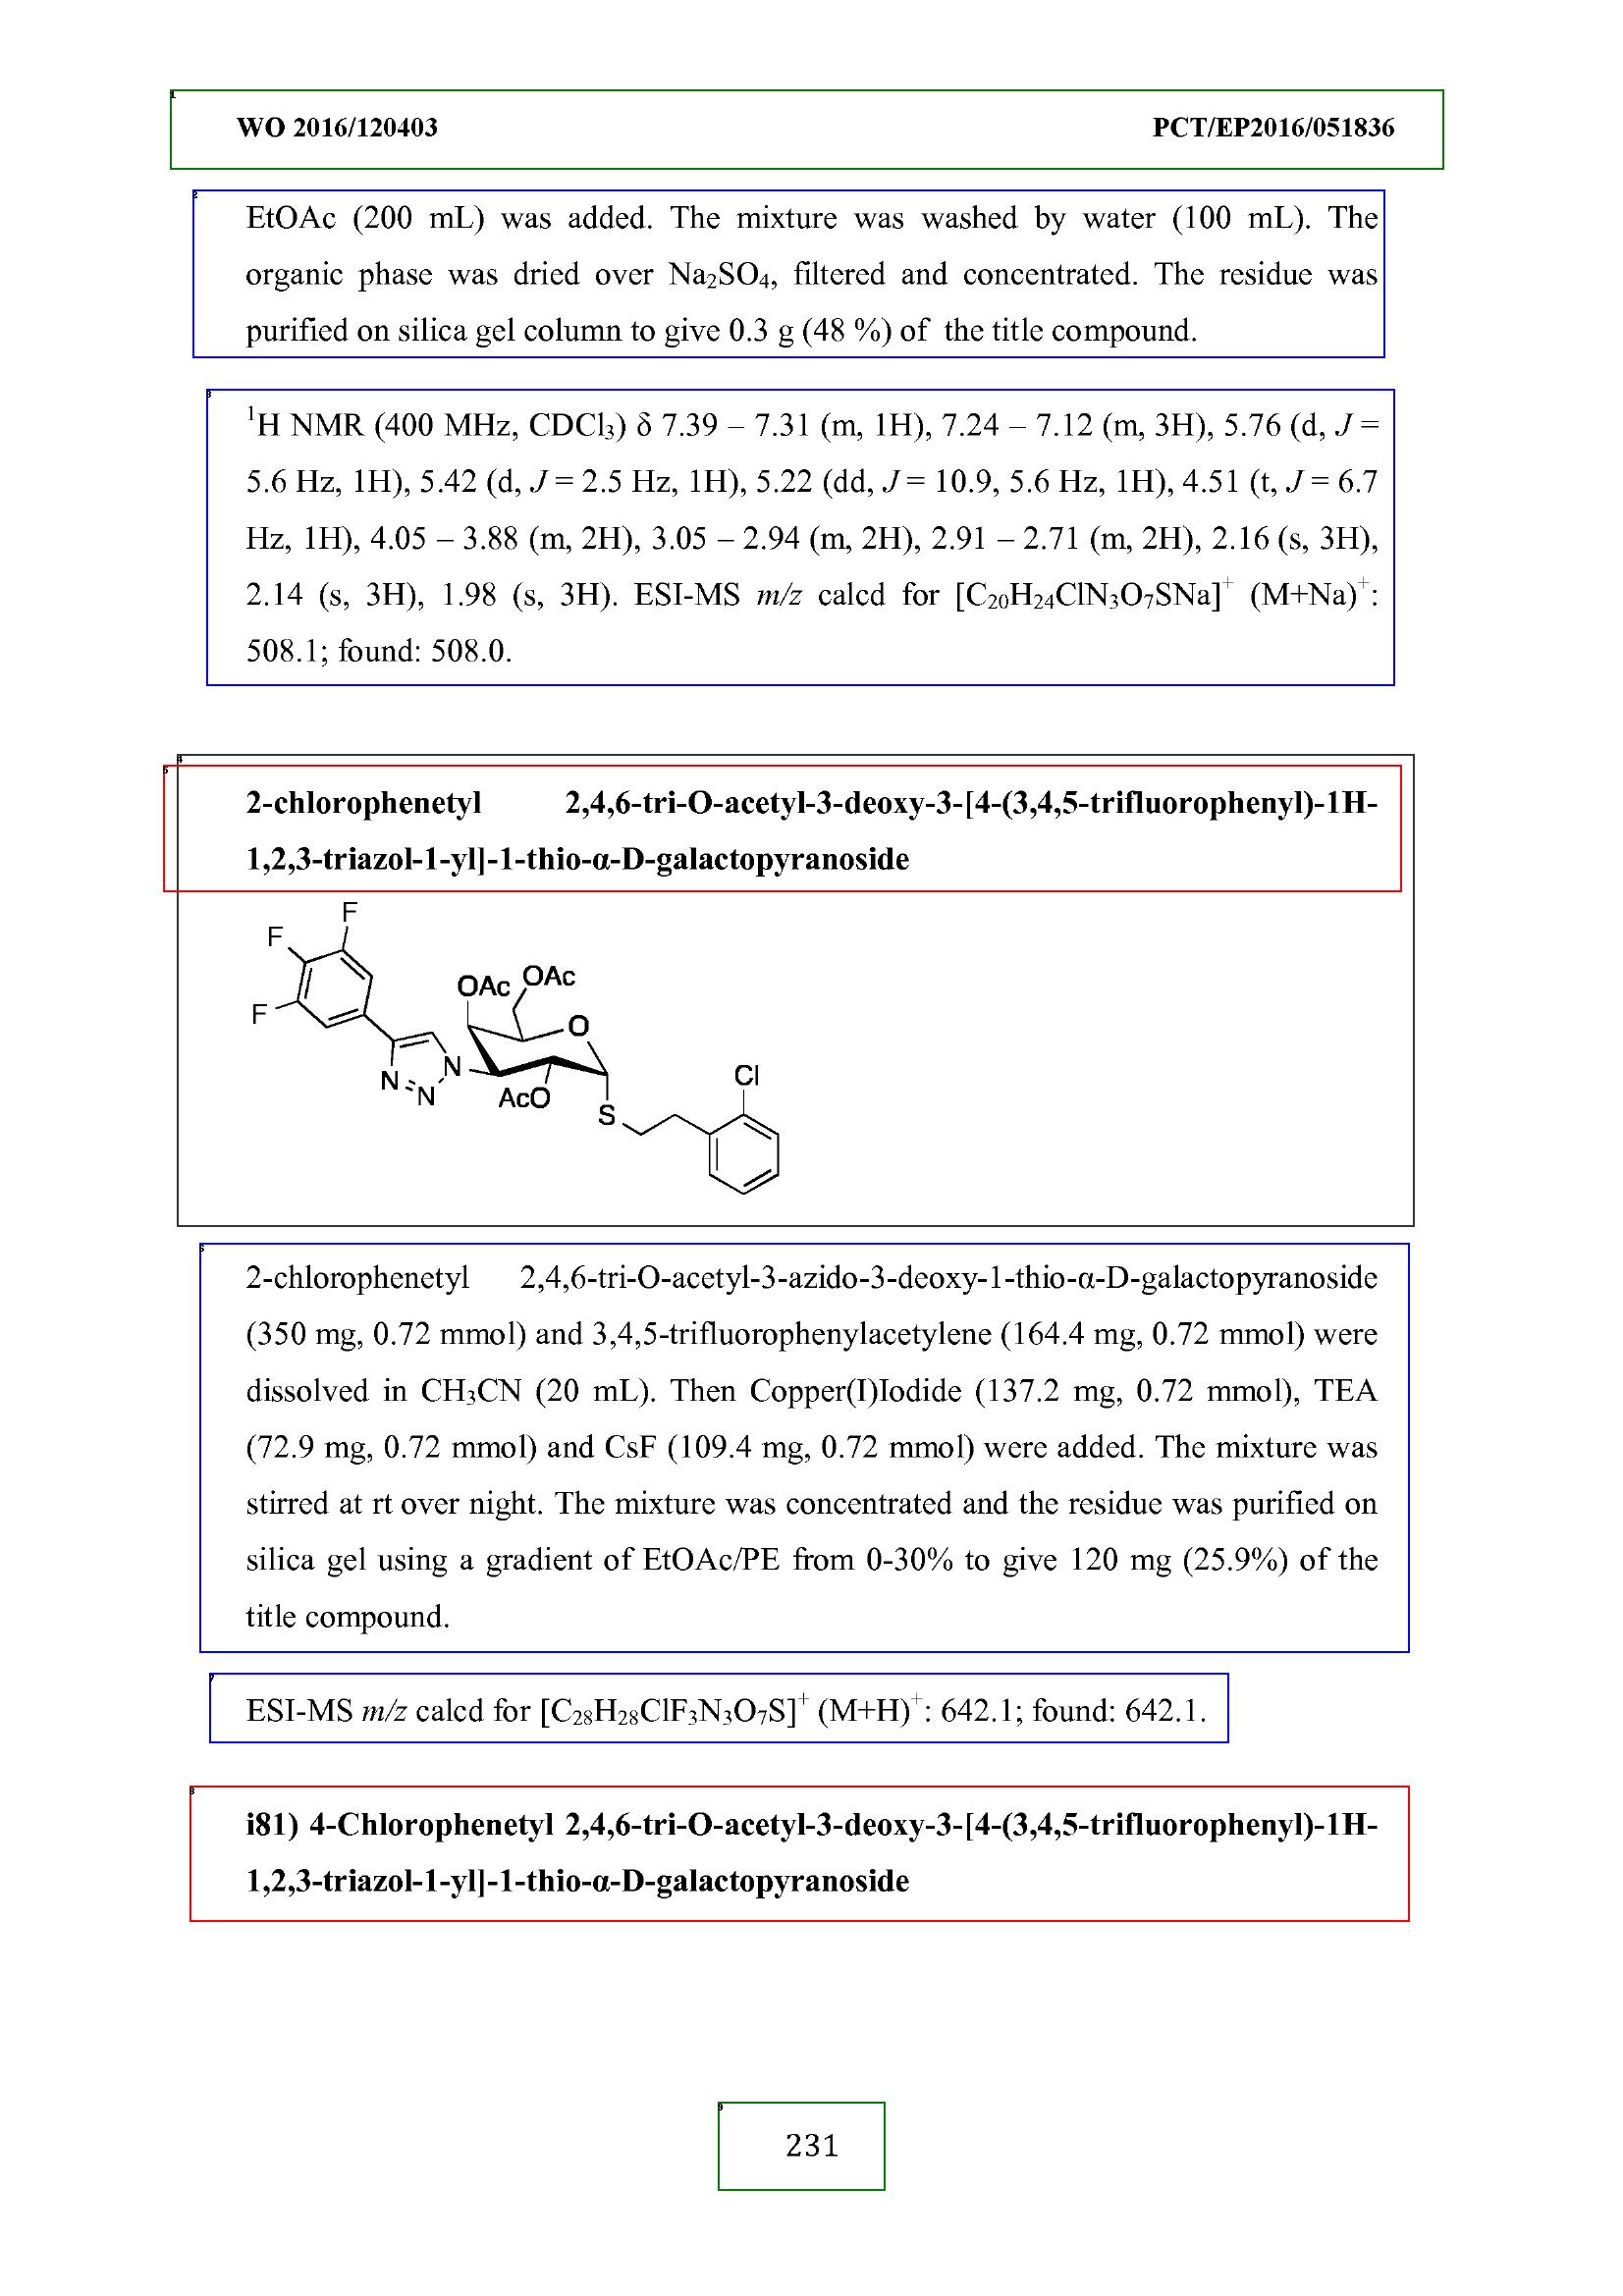 WO 2016/120403 PCT/EP2016/051836
EtOAc (200 mL) was added. The mixture was washed by water (100 mL). The
organic phase was dried over Na₂SO₄, filtered and concentrated. The residue was
purified on silica gel column to give 0.3 g (48 %) of the title compound.
¹H NMR (400 MHz, CDCl₃) δ 7.39 – 7.31 (m, 1H), 7.24 – 7.12 (m, 3H), 5.76 (d, J =
5.6 Hz, 1H), 5.42 (d, J = 2.5 Hz, 1H), 5.22 (dd, J = 10.9, 5.6 Hz, 1H), 4.51 (t, J = 6.7
Hz, 1H), 4.05 – 3.88 (m, 2H), 3.05 – 2.94 (m, 2H), 2.91 – 2.71 (m, 2H), 2.16 (s, 3H),
2.14 (s, 3H), 1.98 (s, 3H). ESI-MS m/z calcd for [C₂₀H₂₄ClN₃O₇SNa]⁺ (M+Na)⁺:
508.1; found: 508.0.
2-chlorophenetyl 2,4,6-tri-O-acetyl-3-deoxy-3-[4-(3,4,5-trifluorophenyl)-1H-
1,2,3-triazol-1-yl]-1-thio-α-D-galactopyranoside
F
F
F
OAc
OAc
O
N
N
N
AcO
S
Cl
2-chlorophenetyl 2,4,6-tri-O-acetyl-3-azido-3-deoxy-1-thio-α-D-galactopyranoside
(350 mg, 0.72 mmol) and 3,4,5-trifluorophenylacetylene (164.4 mg, 0.72 mmol) were
dissolved in CH₃CN (20 mL). Then Copper(I)Iodide (137.2 mg, 0.72 mmol), TEA
(72.9 mg, 0.72 mmol) and CsF (109.4 mg, 0.72 mmol) were added. The mixture was
stirred at rt over night. The mixture was concentrated and the residue was purified on
silica gel using a gradient of EtOAc/PE from 0-30% to give 120 mg (25.9%) of the
title compound.
ESI-MS m/z calcd for [C₂₈H₂₈ClF₃N₃O₇S]⁺ (M+H)⁺: 642.1; found: 642.1.
i81) 4-Chlorophenetyl 2,4,6-tri-O-acetyl-3-deoxy-3-[4-(3,4,5-trifluorophenyl)-1H-
1,2,3-triazol-1-yl]-1-thio-α-D-galactopyranoside
231